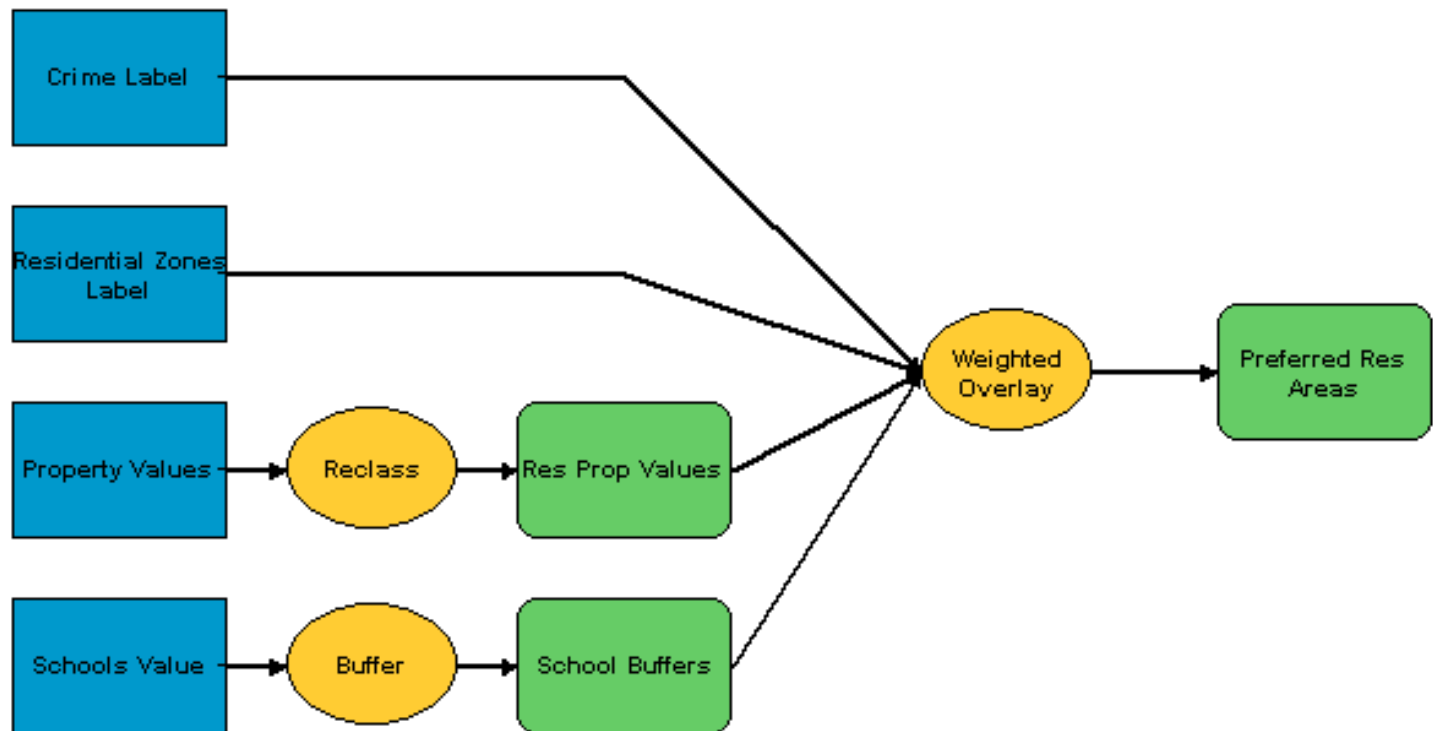 Crime Label
Residential Zones
Label
Weighted
Overlay
Preferred Res
Areas
Property Values
Reclass
Res Prop Values
Schools Value
Buffer
School Buffers